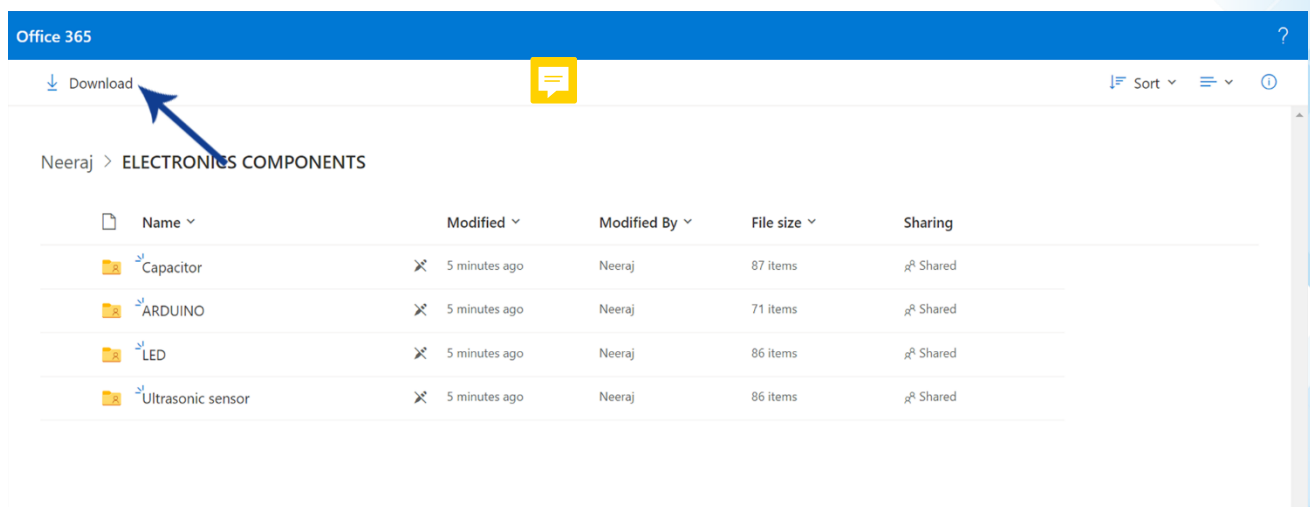 Office 365 ?
Download Sort
Neeraj > ELECTRONICS COMPONENTS
Name Modified Modified By File size Sharing
Capacitor 5 minutes ago Neeraj 87 items Shared
ARDUINO 5 minutes ago Neeraj 71 items Shared
LED 5 minutes ago Neeraj 86 items Shared
Ultrasonic sensor 5 minutes ago Neeraj 86 items Shared